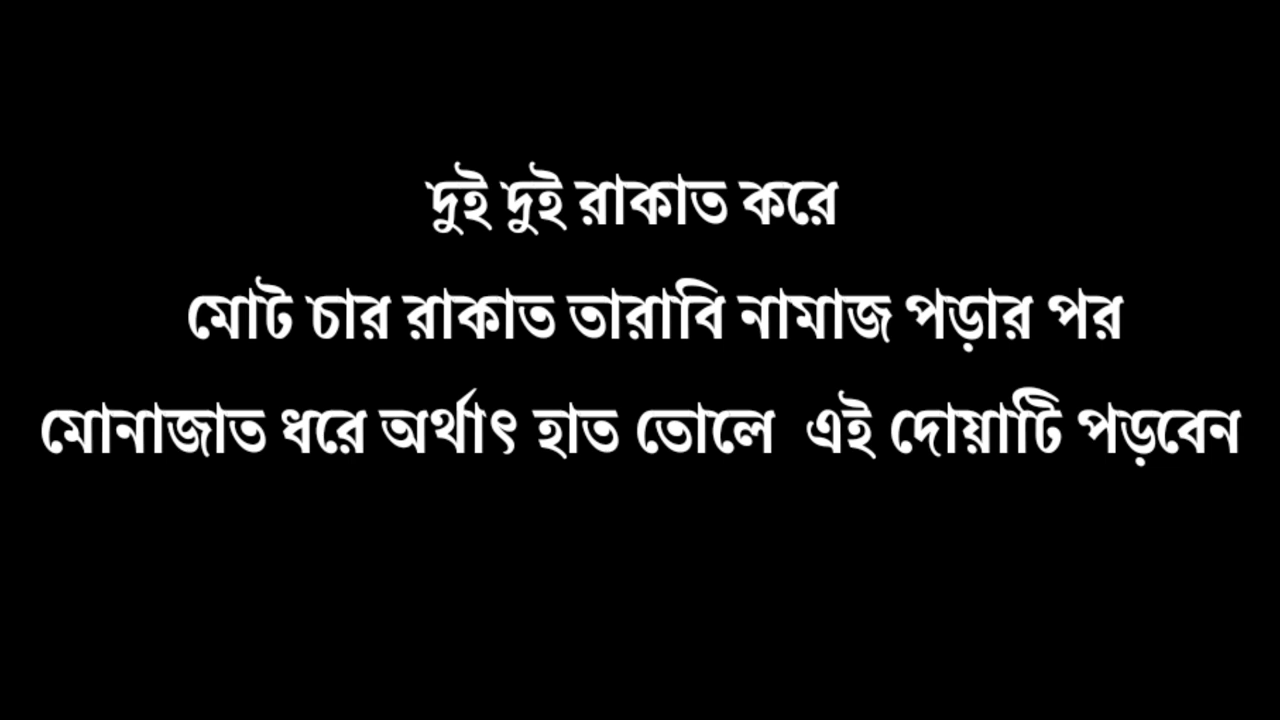 দুই দুই রাকাত করে
মোট চার রাকাত তারাবি নামাজ পড়ার পর
মোনাজাত ধরে অর্থাৎ হাত তোলে এই দোয়াটি পড়বেন